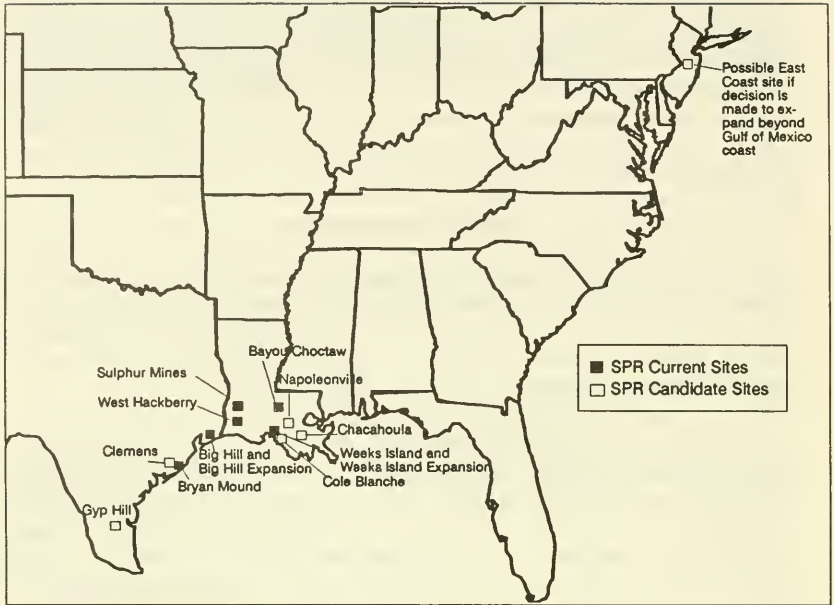 Possible East
Coast site if
decision is
made to ex-
pand beyond
Gulf of Mexico
coast
■ SPR Current Sites
□ SPR Candidate Sites
Bayou Choctaw
Sulphur Mines
Napoleonville
West Hackberry
Chacahoula
Clemens
Big Hill and
Big Hill Expansion
Weeks Island and
Weeka Island Expansion
Bryan Mound
Cole Blanche
Gyp Hill